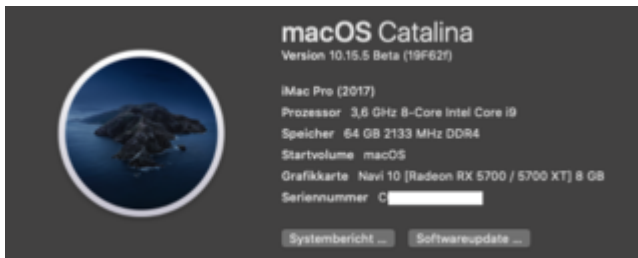 macOS Catalina
Version 10.15.5 Beta (19F62f)
iMac Pro (2017)
Prozessor 3,6 GHz 8-Core Intel Core i9
Speicher 64 GB 2133 MHz DDR4
Startvolume macOS
Grafikkarte Navi 10 [Radeon RX 5700 / 5700 XT] 8 GB
Seriennummer C
Systembericht ... Softwareupdate ...